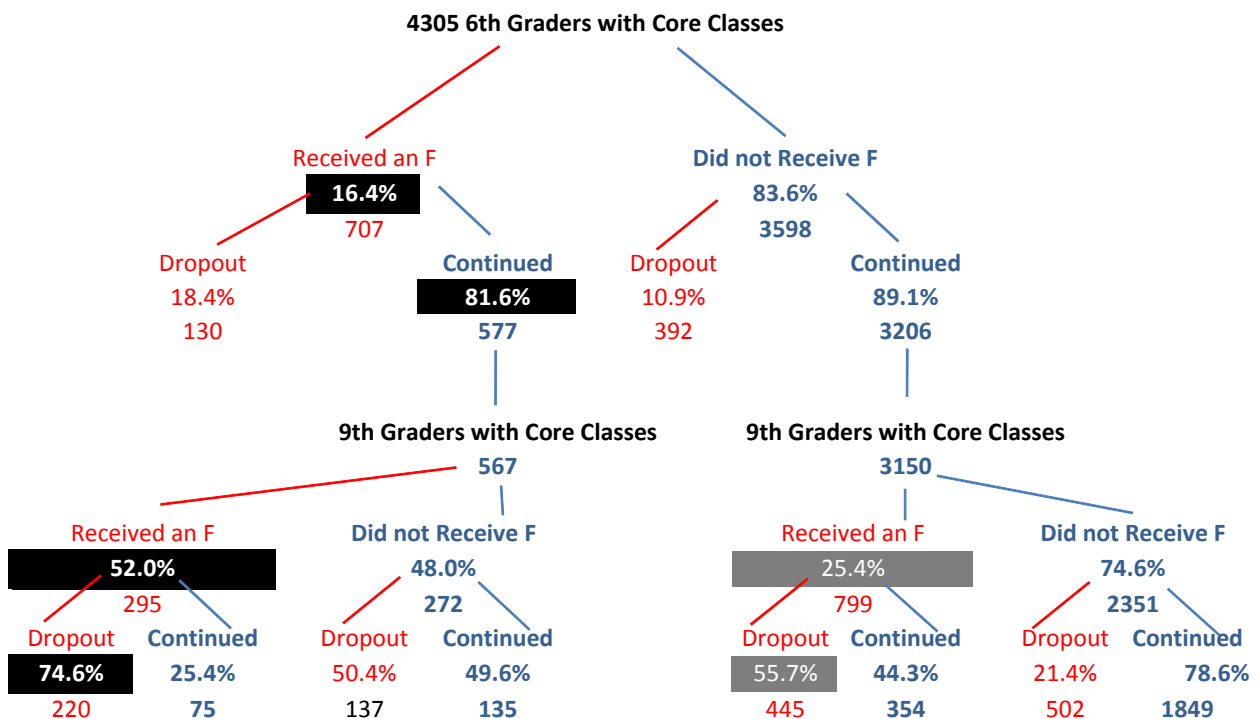 4305 6th Graders with Core Classes
Received an F Did not Receive F
16.4% 83.6%
707 3598
Dropout Continued Dropout Continued
18.4% 81.6% 10.9% 89.1%
130 577 392 3206
9th Graders with Core Classes 9th Graders with Core Classes
567 3150
Received an F Did not Receive F Received an F Did not Receive F
52.0% 48.0% 25.4% 74.6%
295 272 799 2351
Dropout Continued Dropout Continued Dropout Continued Dropout Continued
74.6% 25.4% 50.4% 49.6% 55.7% 44.3% 21.4% 78.6%
220 75 137 135 445 354 502 1849